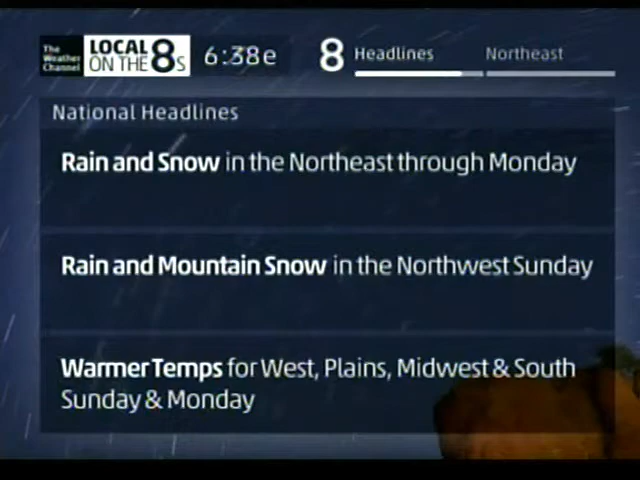 The Weather Channel
LOCAL ON THE 8s
6:38e
8
Headlines
Northeast
National Headlines
Rain and Snow in the Northeast through Monday
Rain and Mountain Snow in the Northwest Sunday
Warmer Temps for West, Plains, Midwest & South
Sunday & Monday